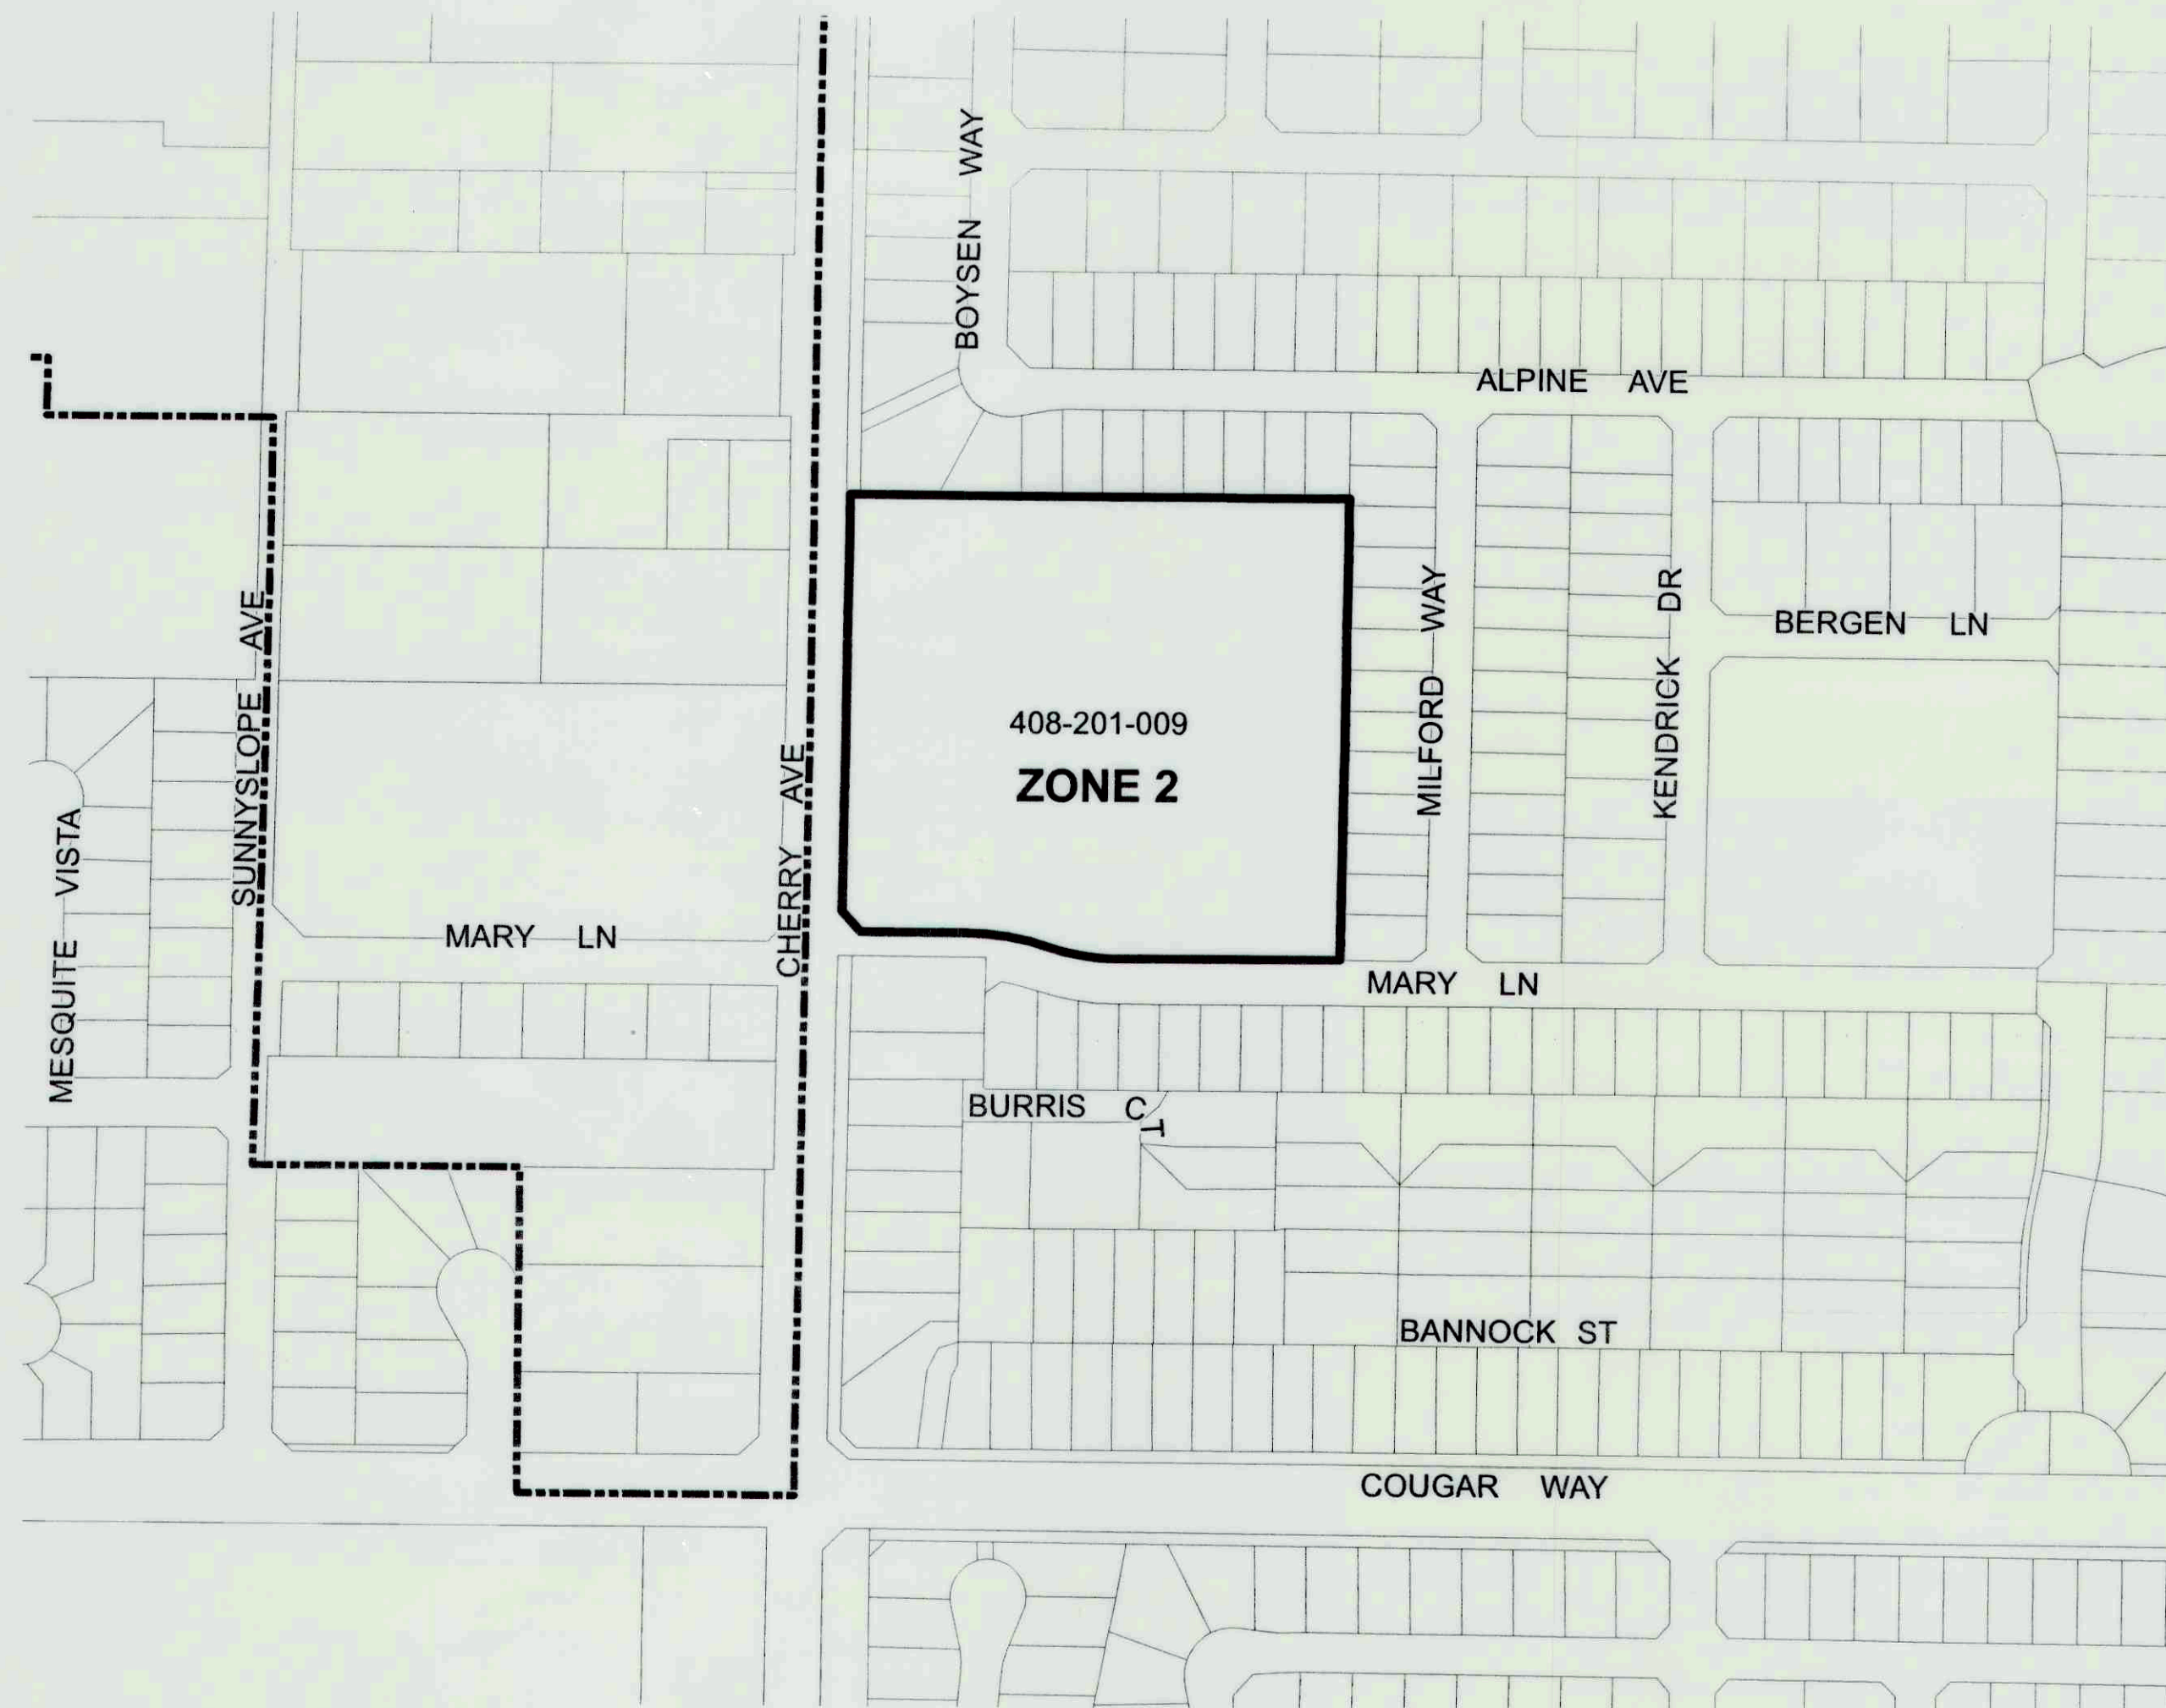 BOYSEN WAY
ALPINE AVE
SUNNYSLOPE AVE
MILFORD WAY
KENDRICK DR
BERGEN LN
408-201-009
ZONE 2
CHERRY AVE
MESQUITE VISTA
MARY LN
MARY LN
BURRIS CT
BANNOCK ST
COUGAR WAY